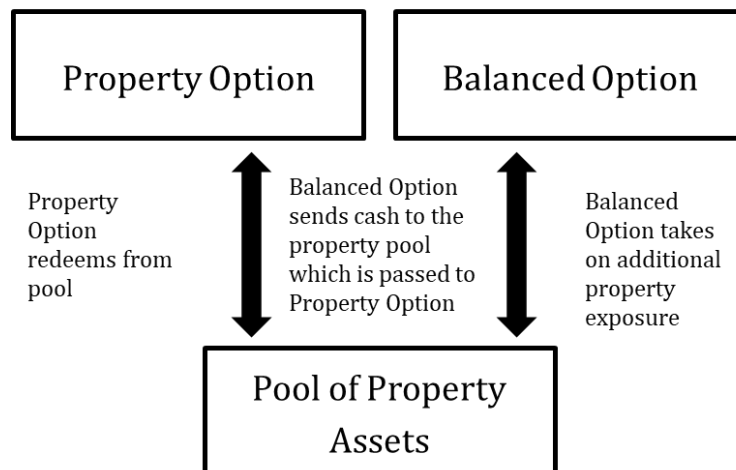 Property Option
Balanced Option
Property
Option
redeems from
pool
Balanced Option
sends cash to the
property pool
which is passed to
Property Option
Balanced
Option takes
on additional
property
exposure
Pool of Property
Assets